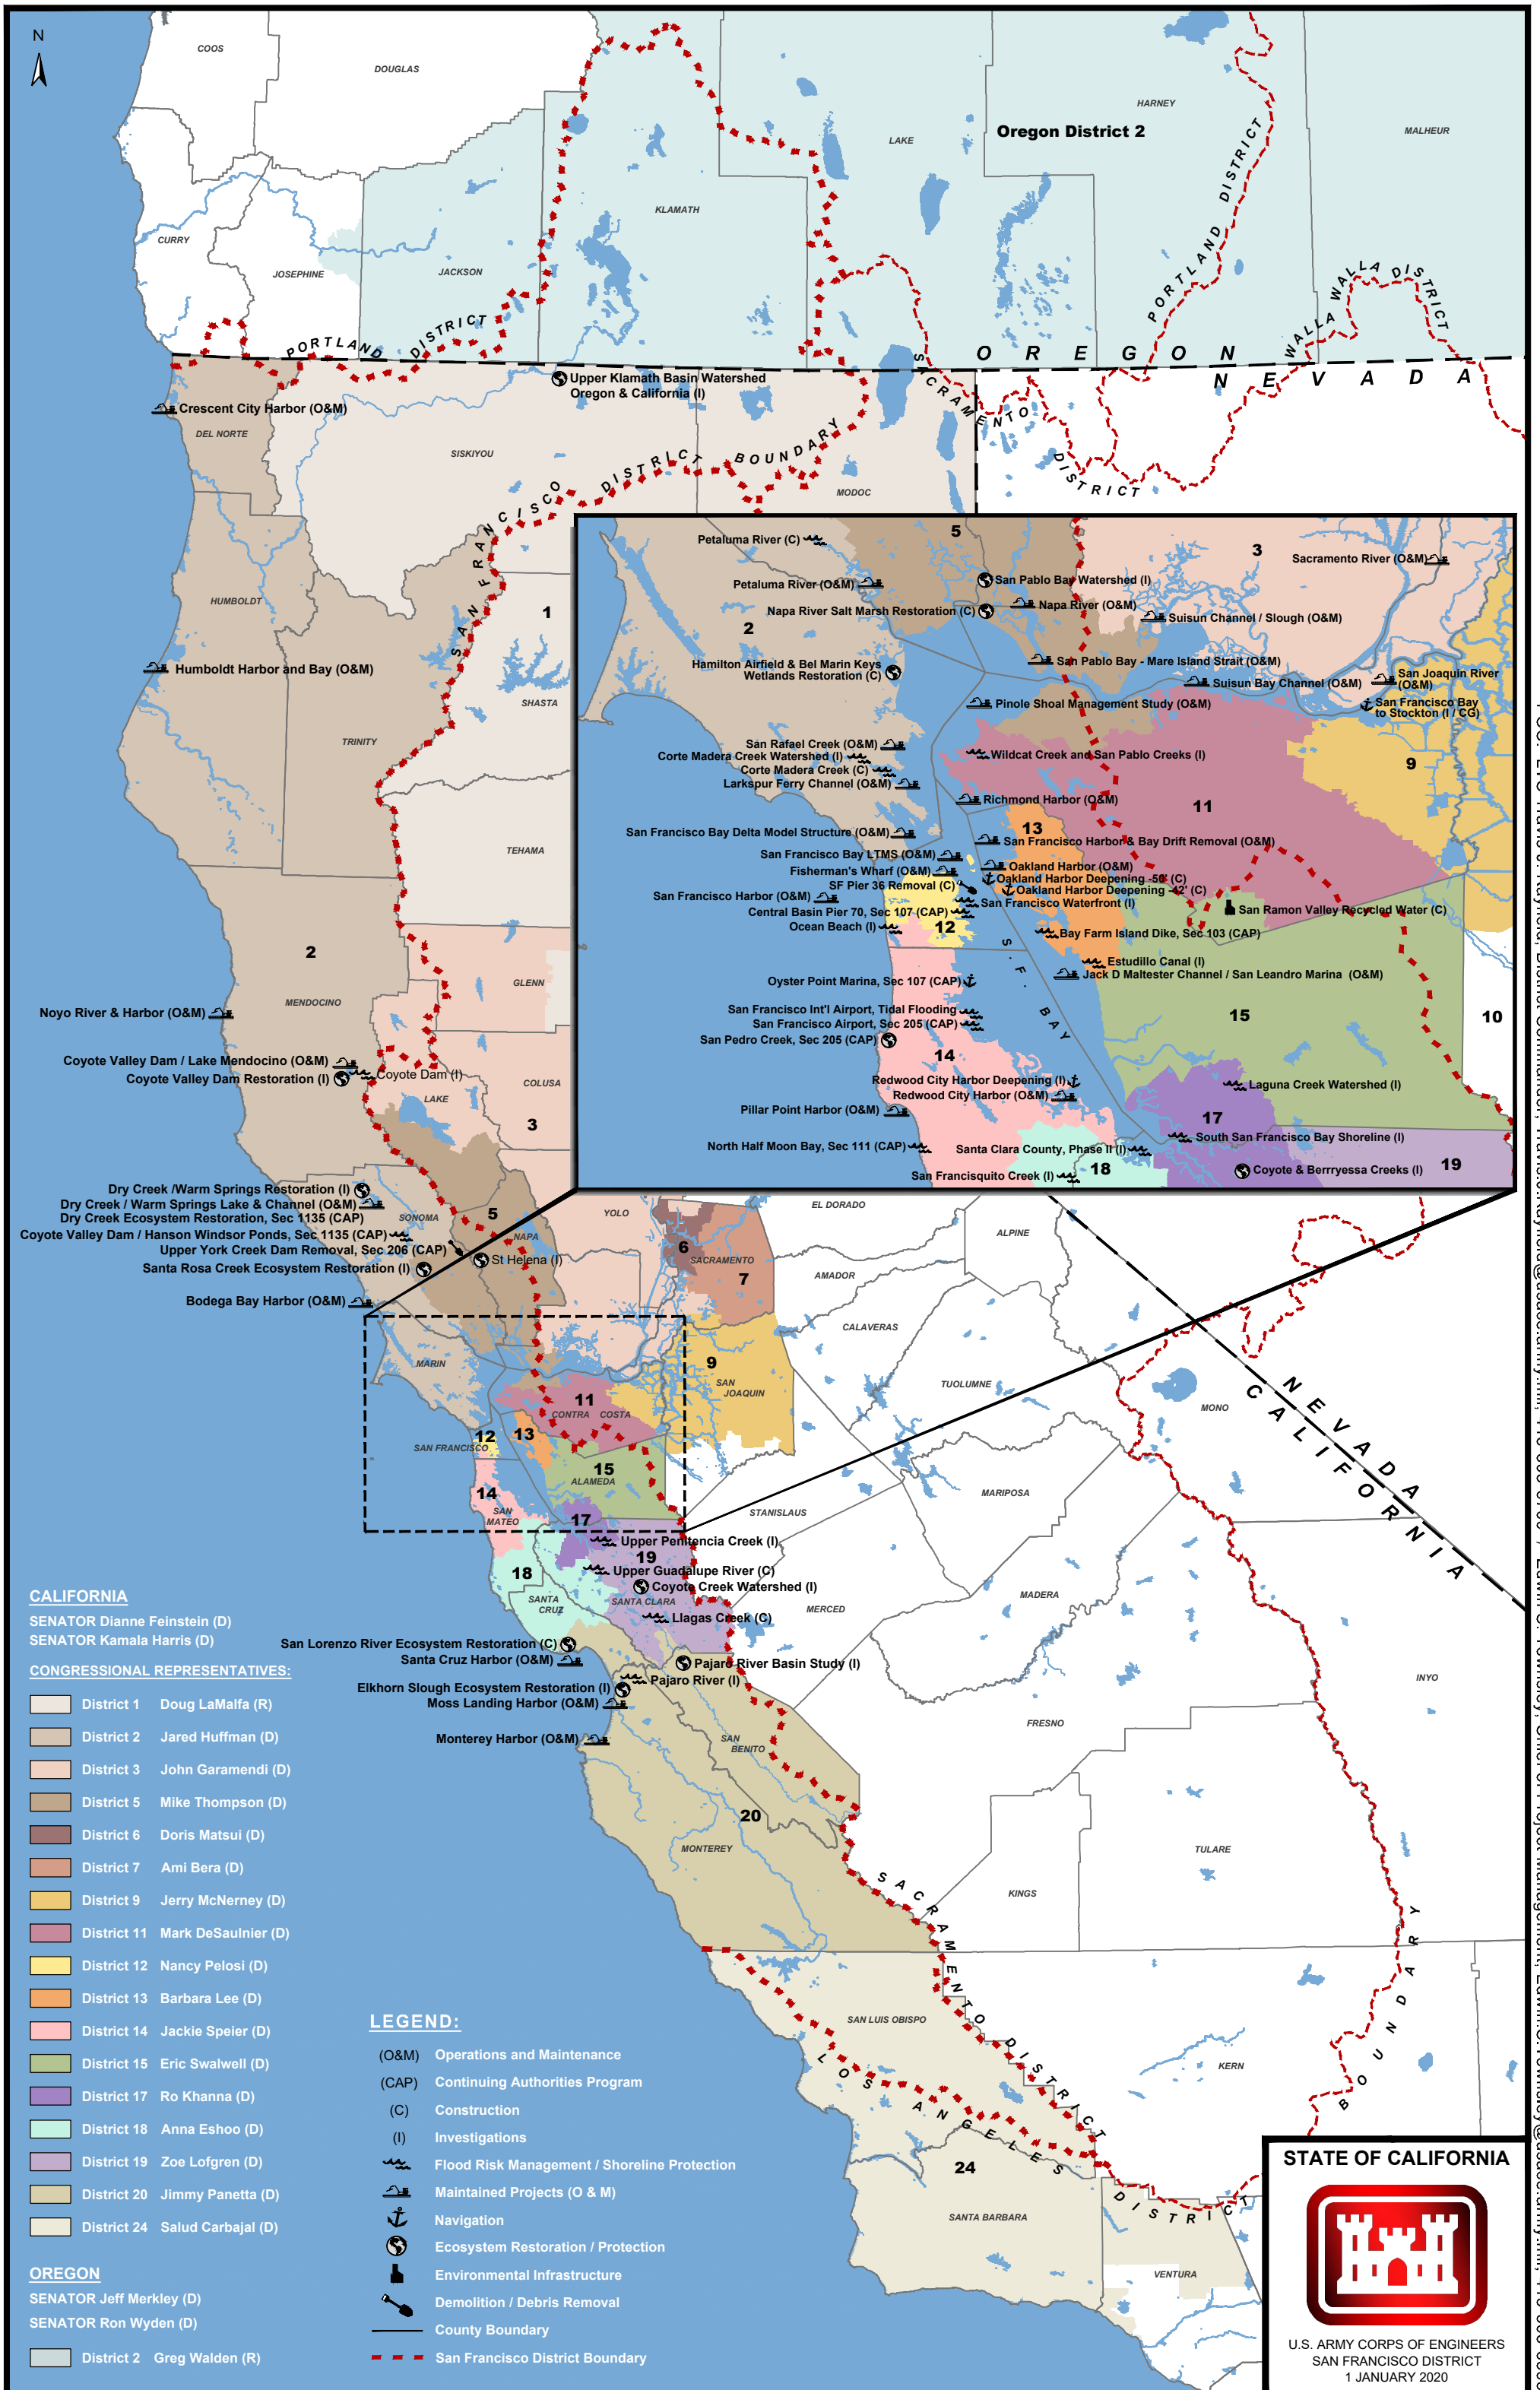 N
COOS
DOUGLAS
HARNEY
MALHEUR
LAKE
Oregon District 2
KLAMATH
CURRY
JOSEPHINE
JACKSON
PORTLAND DISTRICT
PORTLAND DISTRICT
WALLA WALLA DISTRICT
OREGON
NEVADA
SACRAMENTO DISTRICT
Upper Klamath Basin Watershed
Oregon & California (I)
Crescent City Harbor (O&M)
DEL NORTE
SISKIYOU
MODOC
SAN FRANCISCO DISTRICT BOUNDARY
HUMBOLDT
1
Humboldt Harbor and Bay (O&M)
SHASTA
TRINITY
TEHAMA
2
MENDOCINO
GLENN
Noyo River & Harbor (O&M)
Coyote Valley Dam / Lake Mendocino (O&M)
Coyote Valley Dam Restoration (I)
Coyote Dam (I)
COLUSA
LAKE
3
Petaluma River (C)
5
3
Sacramento River (O&M)
Petaluma River (O&M)
San Pablo Bay Watershed (I)
Napa River Salt Marsh Restoration (C)
Napa River (O&M)
Suisun Channel / Slough (O&M)
2
Hamilton Airfield & Bel Marin Keys
Wetlands Restoration (C)
San Pablo Bay - Mare Island Strait (O&M)
Suisun Bay Channel (O&M)
San Joaquin River
(O&M)
Pinole Shoal Management Study (O&M)
San Francisco Bay
to Stockton (I / CG)
San Rafael Creek (O&M)
Corte Madera Creek Watershed (I)
Wildcat Creek and San Pablo Creeks (I)
9
Corte Madera Creek (C)
Larkspur Ferry Channel (O&M)
Richmond Harbor (O&M)
11
13
San Francisco Bay Delta Model Structure (O&M)
San Francisco Harbor & Bay Drift Removal (O&M)
San Francisco Bay LTMS (O&M)
Oakland Harbor (O&M)
Fisherman's Wharf (O&M)
Oakland Harbor Deepening -50' (C)
SF Pier 36 Removal (C)
Oakland Harbor Deepening -42' (C)
San Francisco Harbor (O&M)
San Francisco Waterfront (I)
Central Basin Pier 70, Sec 107 (CAP)
San Ramon Valley Recycled Water (C)
Ocean Beach (I)
12
Bay Farm Island Dike, Sec 103 (CAP)
S.F. BAY
Estudillo Canal (I)
Jack D Maltester Channel / San Leandro Marina (O&M)
Oyster Point Marina, Sec 107 (CAP)
San Francisco Int'l Airport, Tidal Flooding
15
10
San Francisco Airport, Sec 205 (CAP)
San Pedro Creek, Sec 205 (CAP)
14
Redwood City Harbor Deepening (I)
Laguna Creek Watershed (I)
Redwood City Harbor (O&M)
Pillar Point Harbor (O&M)
17
North Half Moon Bay, Sec 111 (CAP)
South San Francisco Bay Shoreline (I)
Santa Clara County, Phase II (I)
18
Coyote & Berrryessa Creeks (I)
19
San Francisquito Creek (I)
Dry Creek /Warm Springs Restoration (I)
Dry Creek / Warm Springs Lake & Channel (O&M)
Dry Creek Ecosystem Restoration, Sec 1135 (CAP)
Coyote Valley Dam / Hanson Windsor Ponds, Sec 1135 (CAP)
Upper York Creek Dam Removal, Sec 206 (CAP)
Santa Rosa Creek Ecosystem Restoration (I)
SONOMA
5
NAPA
St Helena (I)
YOLO
6
SACRAMENTO
7
EL DORADO
ALPINE
AMADOR
CALAVERAS
Bodega Bay Harbor (O&M)
MARIN
9
SAN
JOAQUIN
TUOLUMNE
MONO
NEVADA
CALIFORNIA
11
CONTRA COSTA
SAN FRANCISCO
12
13
15
ALAMEDA
14
SAN
MATEO
STANISLAUS
MARIPOSA
17
Upper Penitencia Creek (I)
19
18
Upper Guadalupe River (C)
Coyote Creek Watershed (I)
SANTA
CRUZ
SANTA CLARA
Llagas Creek (C)
MERCED
MADERA
San Lorenzo River Ecosystem Restoration (C)
Santa Cruz Harbor (O&M)
Pajaro River Basin Study (I)
Pajaro River (I)
Elkhorn Slough Ecosystem Restoration (I)
Moss Landing Harbor (O&M)
Monterey Harbor (O&M)
SAN
BENITO
FRESNO
INYO
20
MONTEREY
TULARE
KINGS
SACRAMENTO DISTRICT
BOUNDARY
SAN LUIS OBISPO
KERN
LOS ANGELES DISTRICT
24
SANTA BARBARA
VENTURA
CALIFORNIA
SENATOR Dianne Feinstein (D)
SENATOR Kamala Harris (D)
CONGRESSIONAL REPRESENTATIVES:
District 1 Doug LaMalfa (R)
District 2 Jared Huffman (D)
District 3 John Garamendi (D)
District 5 Mike Thompson (D)
District 6 Doris Matsui (D)
District 7 Ami Bera (D)
District 9 Jerry McNerney (D)
District 11 Mark DeSaulnier (D)
District 12 Nancy Pelosi (D)
District 13 Barbara Lee (D)
District 14 Jackie Speier (D)
District 15 Eric Swalwell (D)
District 17 Ro Khanna (D)
District 18 Anna Eshoo (D)
District 19 Zoe Lofgren (D)
District 20 Jimmy Panetta (D)
District 24 Salud Carbajal (D)
OREGON
SENATOR Jeff Merkley (D)
SENATOR Ron Wyden (D)
District 2 Greg Walden (R)
LEGEND:
(O&M) Operations and Maintenance
(CAP) Continuing Authorities Program
(C) Construction
(I) Investigations
Flood Risk Management / Shoreline Protection
Maintained Projects (O & M)
Navigation
Ecosystem Restoration / Protection
Environmental Infrastructure
Demolition / Debris Removal
County Boundary
San Francisco District Boundary
STATE OF CALIFORNIA
U.S. ARMY CORPS OF ENGINEERS
SAN FRANCISCO DISTRICT
1 JANUARY 2020